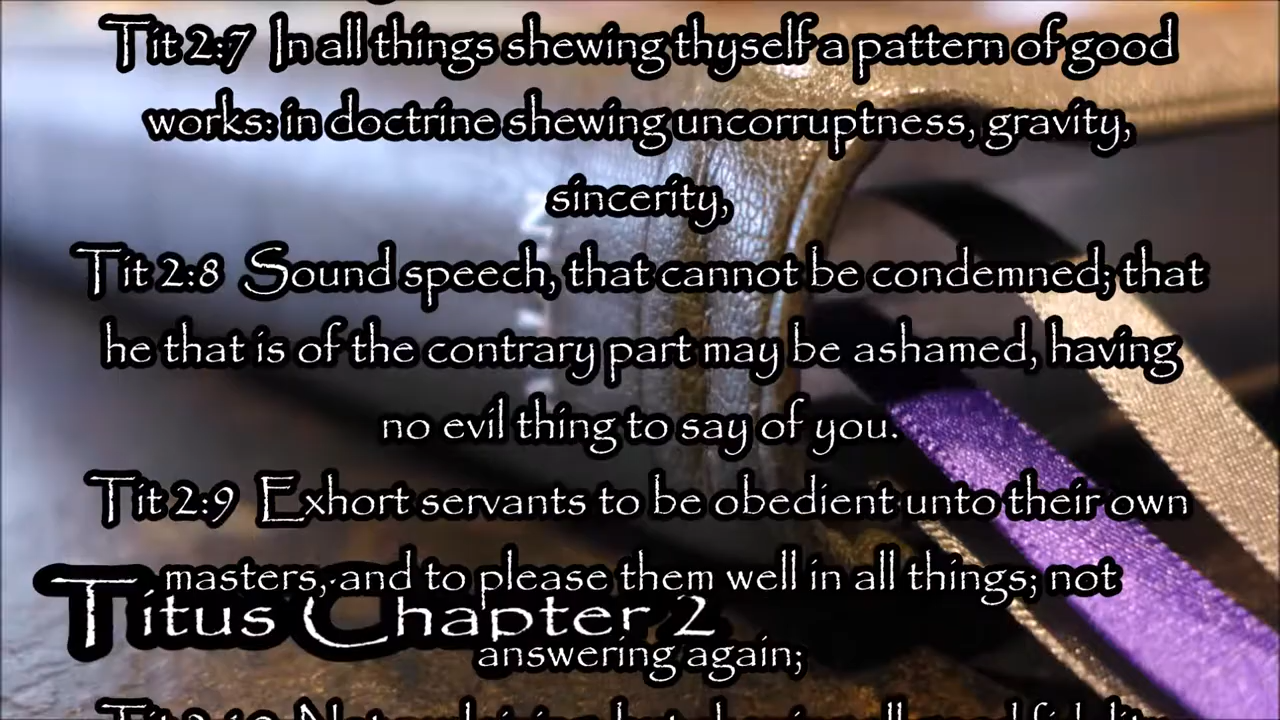 Tit 2:7 In all things shewing thyself a pattern of good
works: in doctrine shewing uncorruptness, gravity,
sincerity,
Tit 2:8 Sound speech, that cannot be condemned; that
he that is of the contrary part may be ashamed, having
no evil thing to say of you.
Tit 2:9 Exhort servants to be obedient unto their own
masters, and to please them well in all things; not
Titus Chapter 2
answering again;